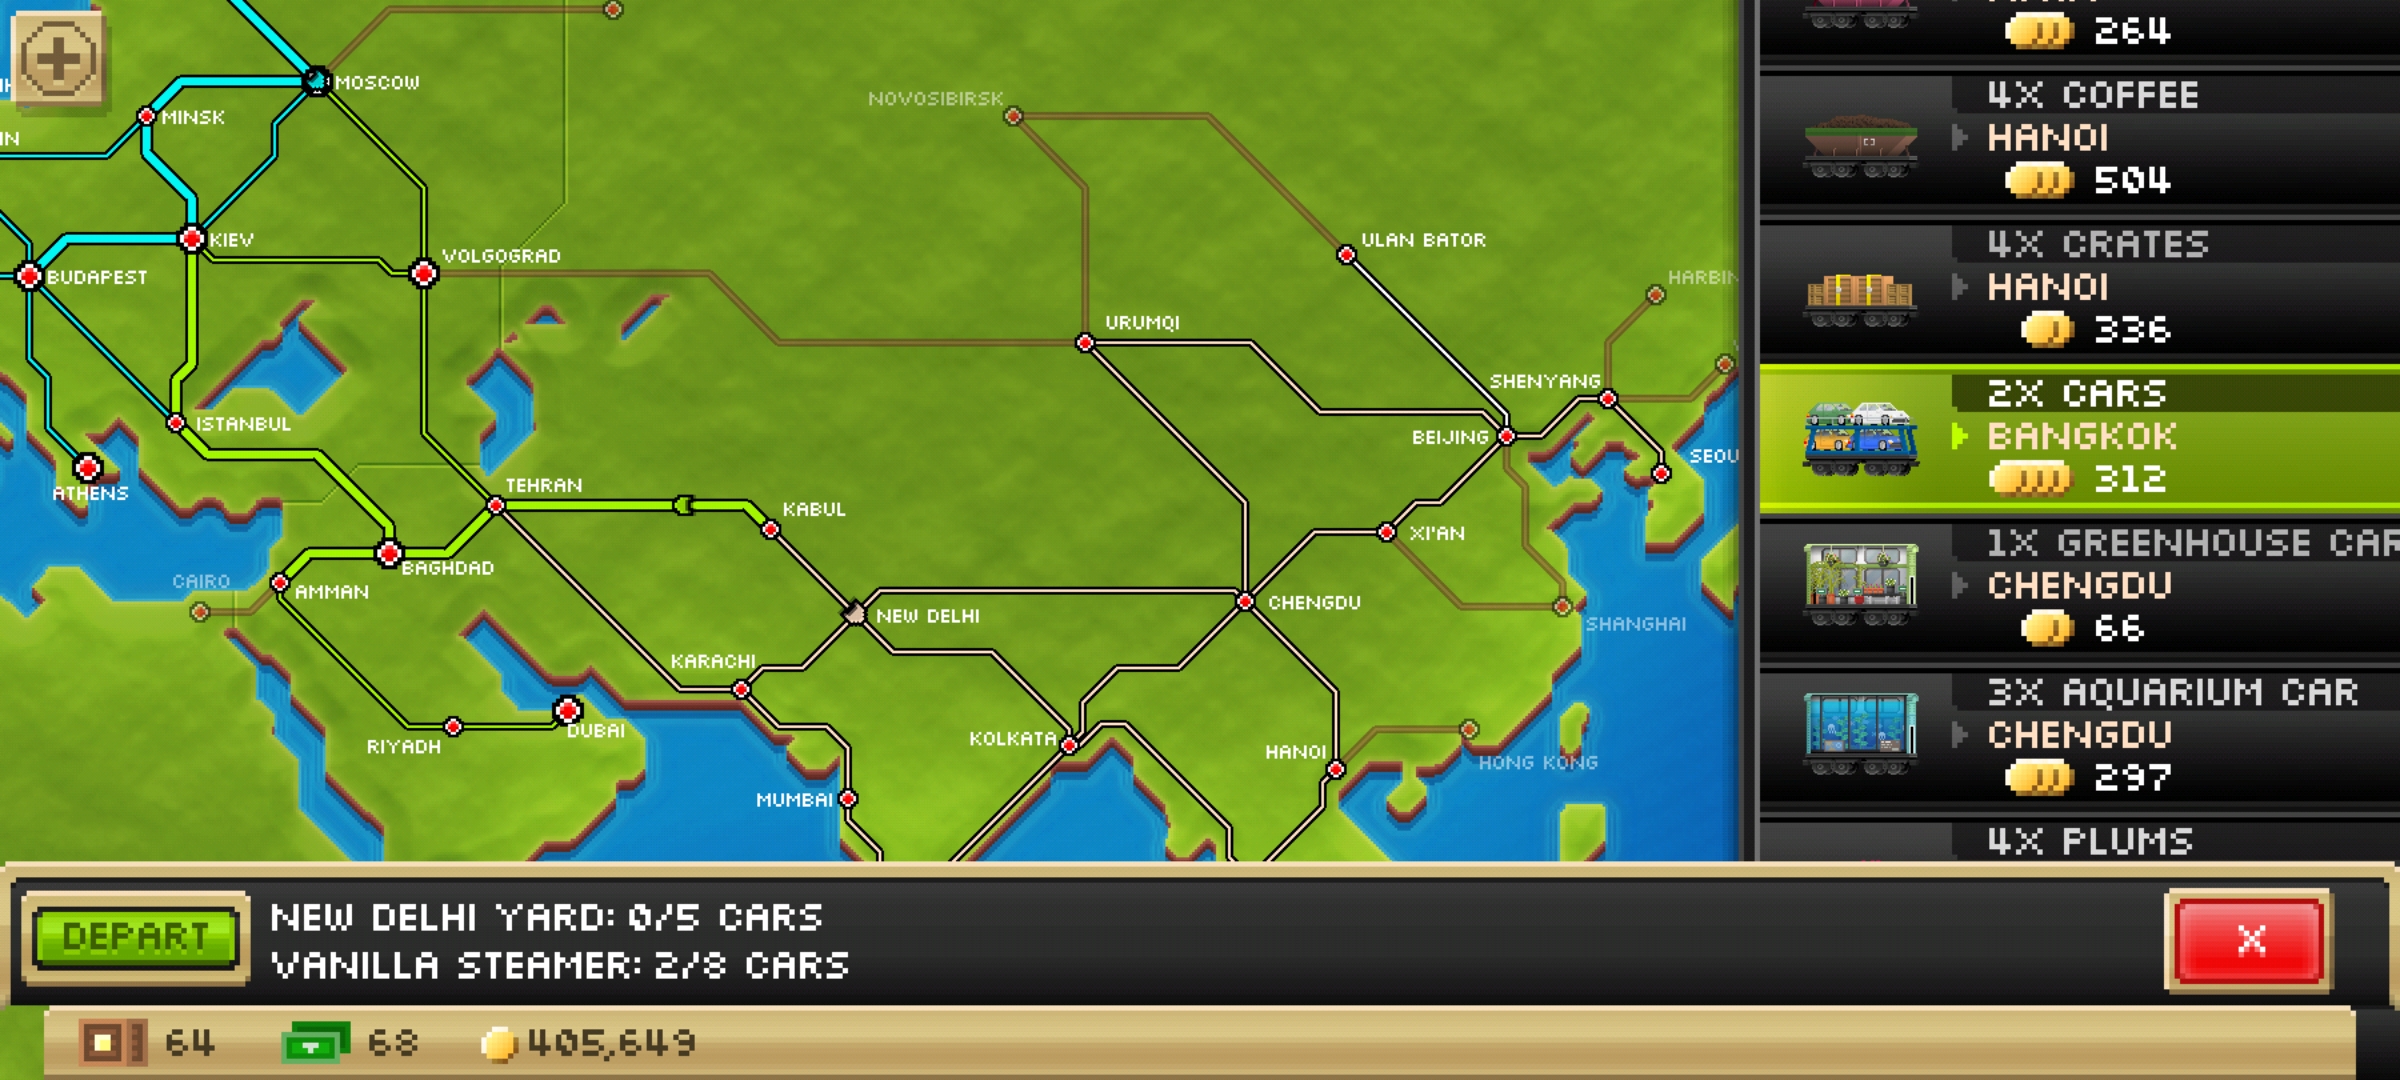 264
MOSCOW
4X COFFEE
NOVOSIBIRSK
MINSK
HANOI
504
ULAN BATOR
KIEV
4X CRATES
VOLGOGRAD
BUDAPEST
HARBIN
HANOI
336
URUMQI
SHENYANG
2X CARS
ISTANBUL
BEIJING
BANGKOK
SEOU
312
TEHRAN
ATHENS
KABUL
XI'AN
1X GREENHOUSE CAR
BAGHDAD
CAIRO
AMMAN
CHENGDU
CHENGDU
NEW DELHI
SHANGHAI
66
KARACHI
3X AQUARIUM CAR
DUBAI
RIYADH
KOLKATA
HANOI
CHENGDU
HONG KONG
297
MUMBAI
4X PLUMS
DEPART
NEW DELHI YARD: 0/5 CARS
VANILLA STEAMER: 2/8 CARS
X
64
68
405,649